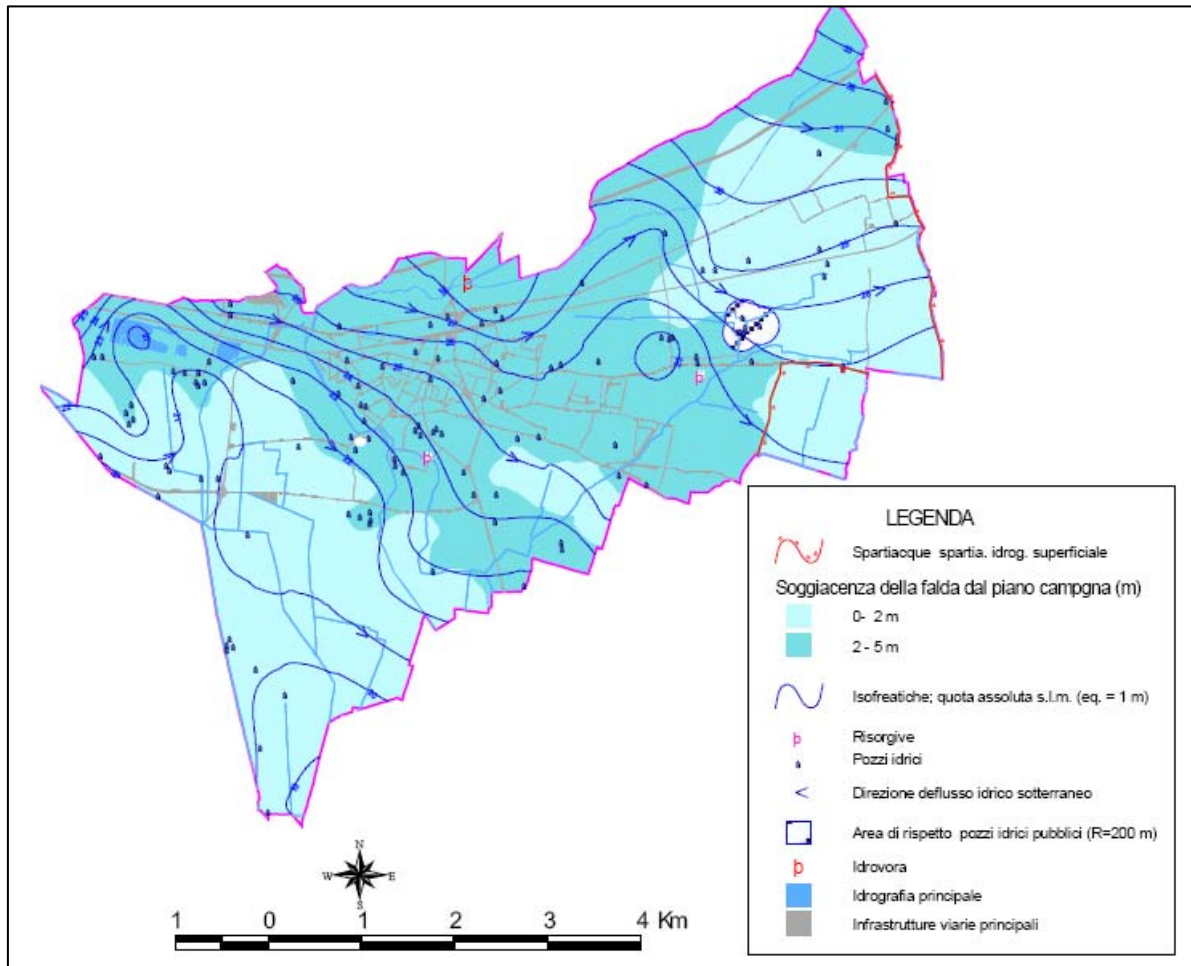 LEGENDA
Spartiacque spartia. idrog. superficiale
Soggiacenza della falda dal piano campgna (m)
0- 2 m
2 - 5 m
Isofreatiche; quota assoluta s.l.m. (eq. = 1 m)
Risorgive
Pozzi idrici
Direzione deflusso idrico sotterraneo
Area di rispetto pozzi idrici pubblici (R=200 m)
Idrovora
Idrografia principale
Infrastrutture viarie principali
N
W E
S
1 0 1 2 3 4 Km